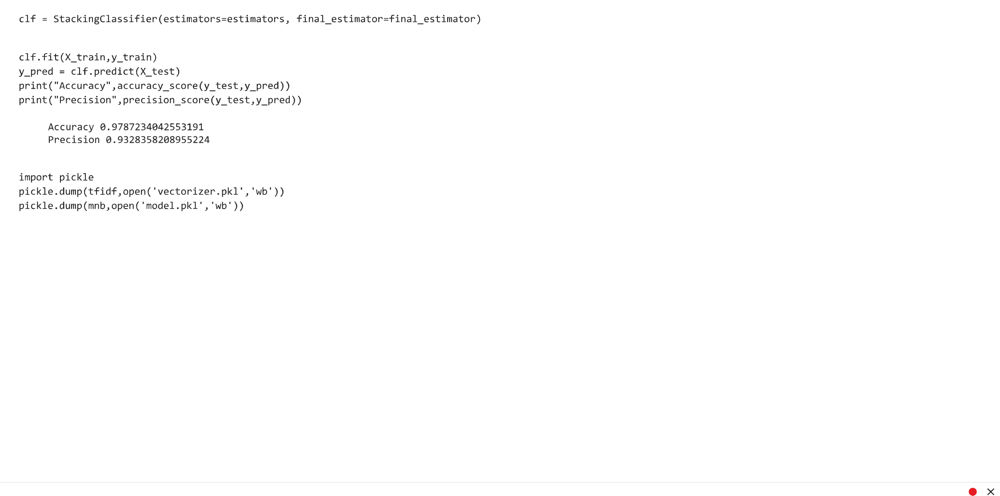 clf = StackingClassifier(estimators=estimators, final_estimator=final_estimator)
clf.fit(X_train,y_train)
y_pred = clf.predict(X_test)
print("Accuracy",accuracy_score(y_test,y_pred))
print("Precision",precision_score(y_test,y_pred))
Accuracy 0.9787234042553191
Precision 0.9328358208955224
import pickle
pickle.dump(tfidf,open('vectorizer.pkl','wb'))
pickle.dump(mnb,open('model.pkl','wb'))